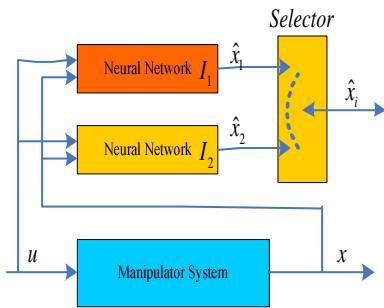 Selector
Neural Network I₁
x̂₁
x̂ᵢ
Neural Network I₂
x̂₂
u
Manipulator System
x